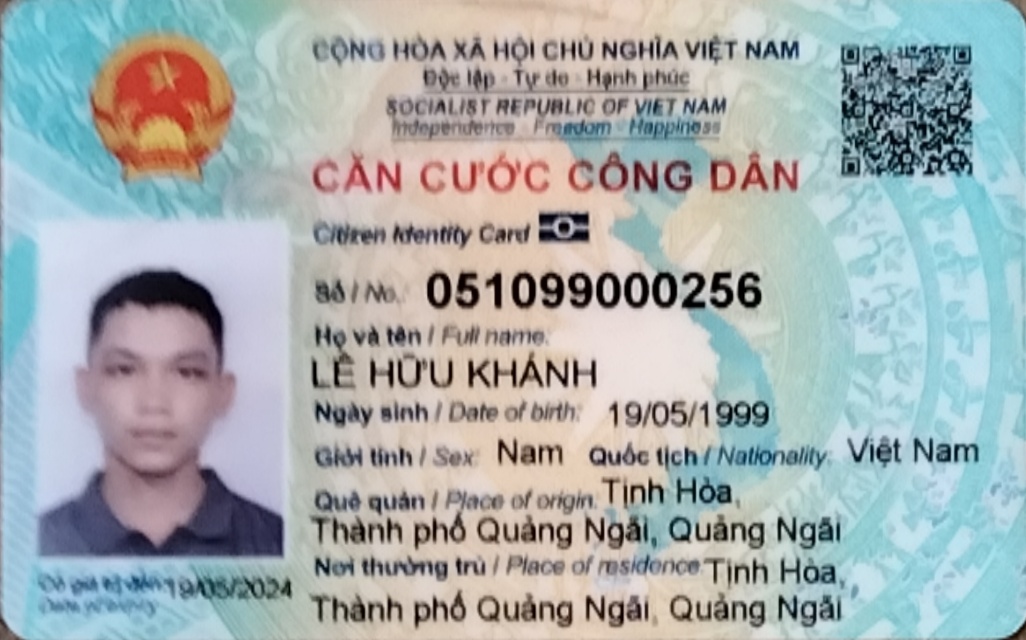 CỘNG HÒA XÃ HỘI CHỦ NGHĨA VIỆT NAM
Độc lập - Tự do - Hạnh phúc
SOCIALIST REPUBLIC OF VIET NAM
Independence - Freedom - Happiness
CĂN CƯỚC CÔNG DÂN
Citizen Identity Card
Số / No. 051099000256
Họ và tên / Full name:
LÊ HỮU KHÁNH
Ngày sinh / Date of birth: 19/05/1999
Giới tính / Sex: Nam Quốc tịch / Nationality: Việt Nam
Quê quán / Place of origin: Tịnh Hòa,
Thành phố Quảng Ngãi, Quảng Ngãi
Nơi thường trú / Place of residence: Tịnh Hòa,
Thành phố Quảng Ngãi, Quảng Ngãi
Có giá trị đến 19/05/2024